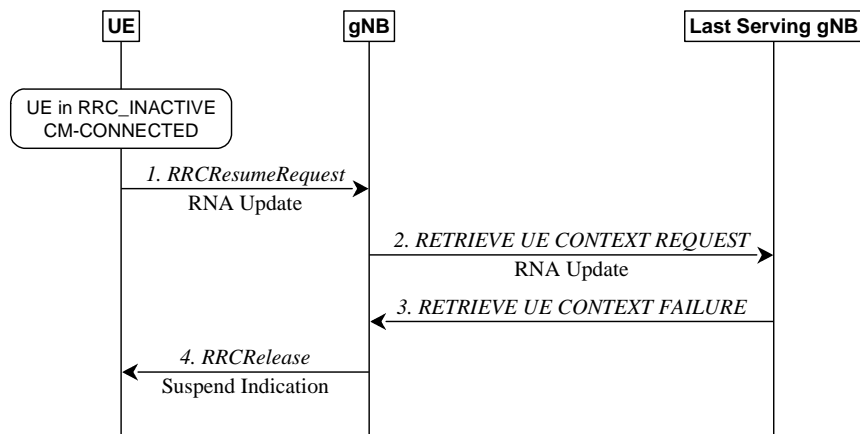 UE
gNB
Last Serving gNB
UE in RRC_INACTIVE
CM-CONNECTED
1. RRCResumeRequest
RNA Update
2. RETRIEVE UE CONTEXT REQUEST
RNA Update
3. RETRIEVE UE CONTEXT FAILURE
4. RRCRelease
Suspend Indication